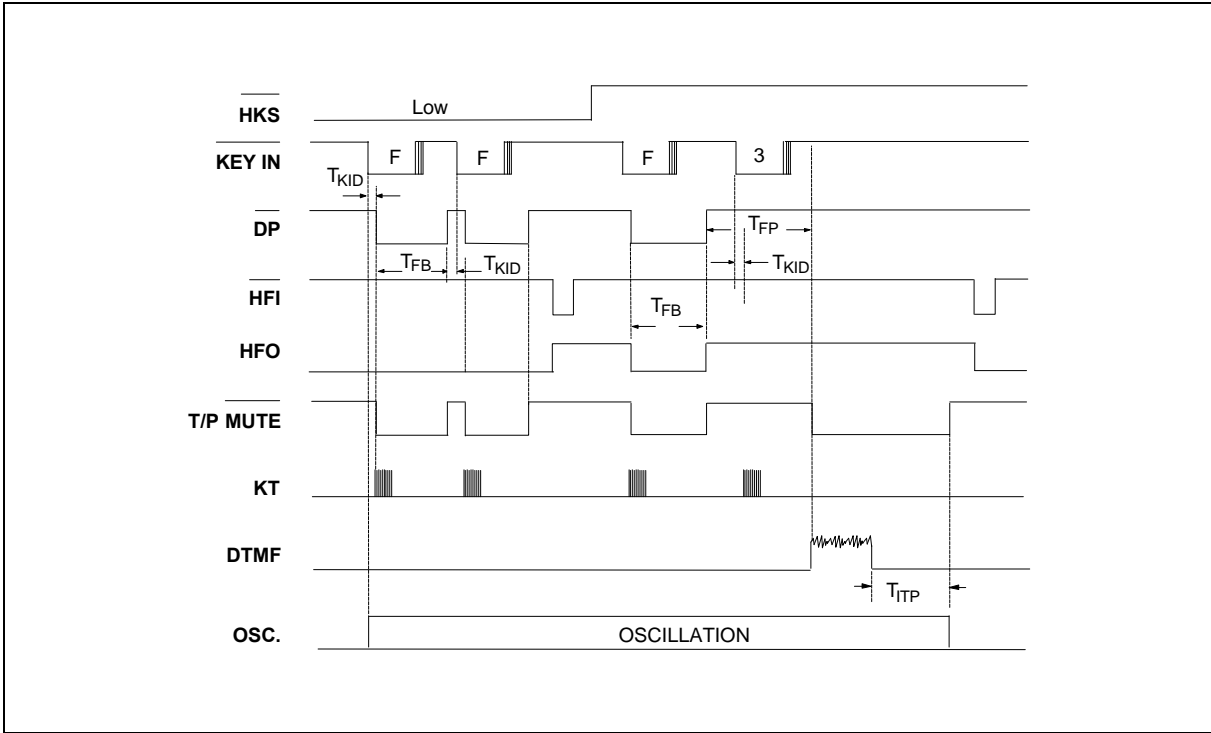 HKS
Low
KEY IN
F
F
F
3
TKID
DP
TFB
TKID
TFP
TKID
HFI
TFB
HFO
T/P MUTE
KT
DTMF
TITP
OSC.
OSCILLATION